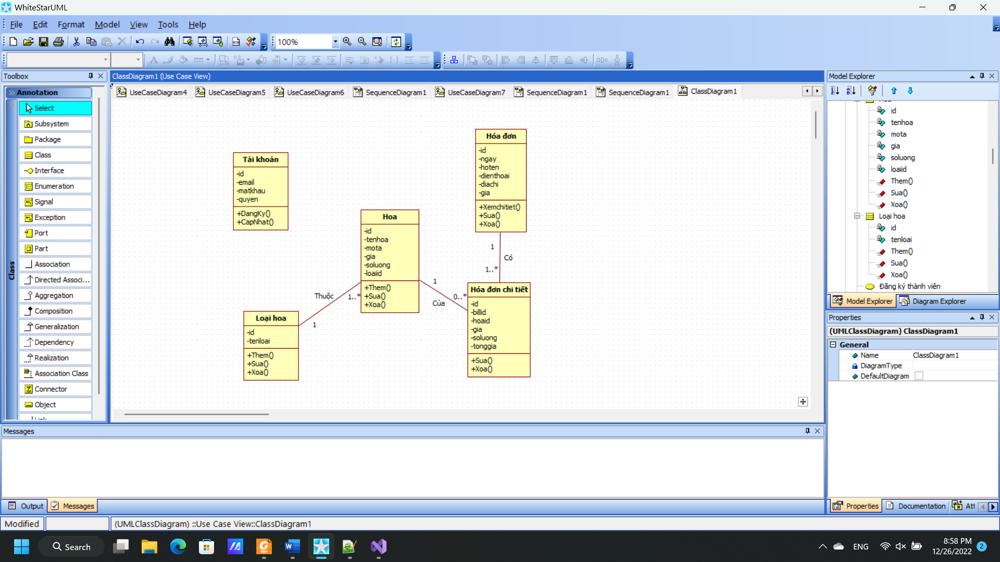 WhiteStarUML
File Edit Format Model View Tools Help
100%
Toolbox
Annotation
Select
Subsystem
Package
Class
Interface
Enumeration
Signal
Exception
Port
Part
Association
Directed Associ...
Aggregation
Composition
Generalization
Dependency
Realization
Association Class
Connector
Object
Class
ClassDiagram1 (Use Case View)
UseCaseDiagram4 UseCaseDiagram5 UseCaseDiagram6 SequenceDiagram1 UseCaseDiagram7 SequenceDiagram1 SequenceDiagram1 ClassDiagram1
Tài khoản
-id
-email
-matkhau
-quyen
+DangKy()
+CapNhat()
Hóa đơn
-id
-ngay
-hoten
-dienthoai
-diachi
-gia
+Xemchitiet()
+Sua()
+Xoa()
1
Có
1..*
Hoa
-id
-tenhoa
-mota
-gia
-soluong
-loaiid
+Them()
+Sua()
+Xoa()
1
Của
0..*
Thuộc
1..*
1
Loại hoa
-id
-tenloai
+Them()
+Sua()
+Xoa()
Hóa đơn chi tiết
-id
-billid
-hoaid
-gia
-soluong
-tonggia
+Sua()
+Xoa()
Model Explorer
id
tenhoa
mota
gia
soluong
loaiid
Them()
Sua()
Xoa()
Loại hoa
id
tenloai
Them()
Sua()
Xoa()
Đăng ký thành viên
Model Explorer Diagram Explorer
Properties
(UMLClassDiagram) ClassDiagram1
General
Name ClassDiagram1
DiagramType
DefaultDiagram
Properties Documentation Att
Messages
Output Messages
Modified (UMLClassDiagram) ::Use Case View::ClassDiagram1
Search
ENG
8:58 PM
12/26/2022
2